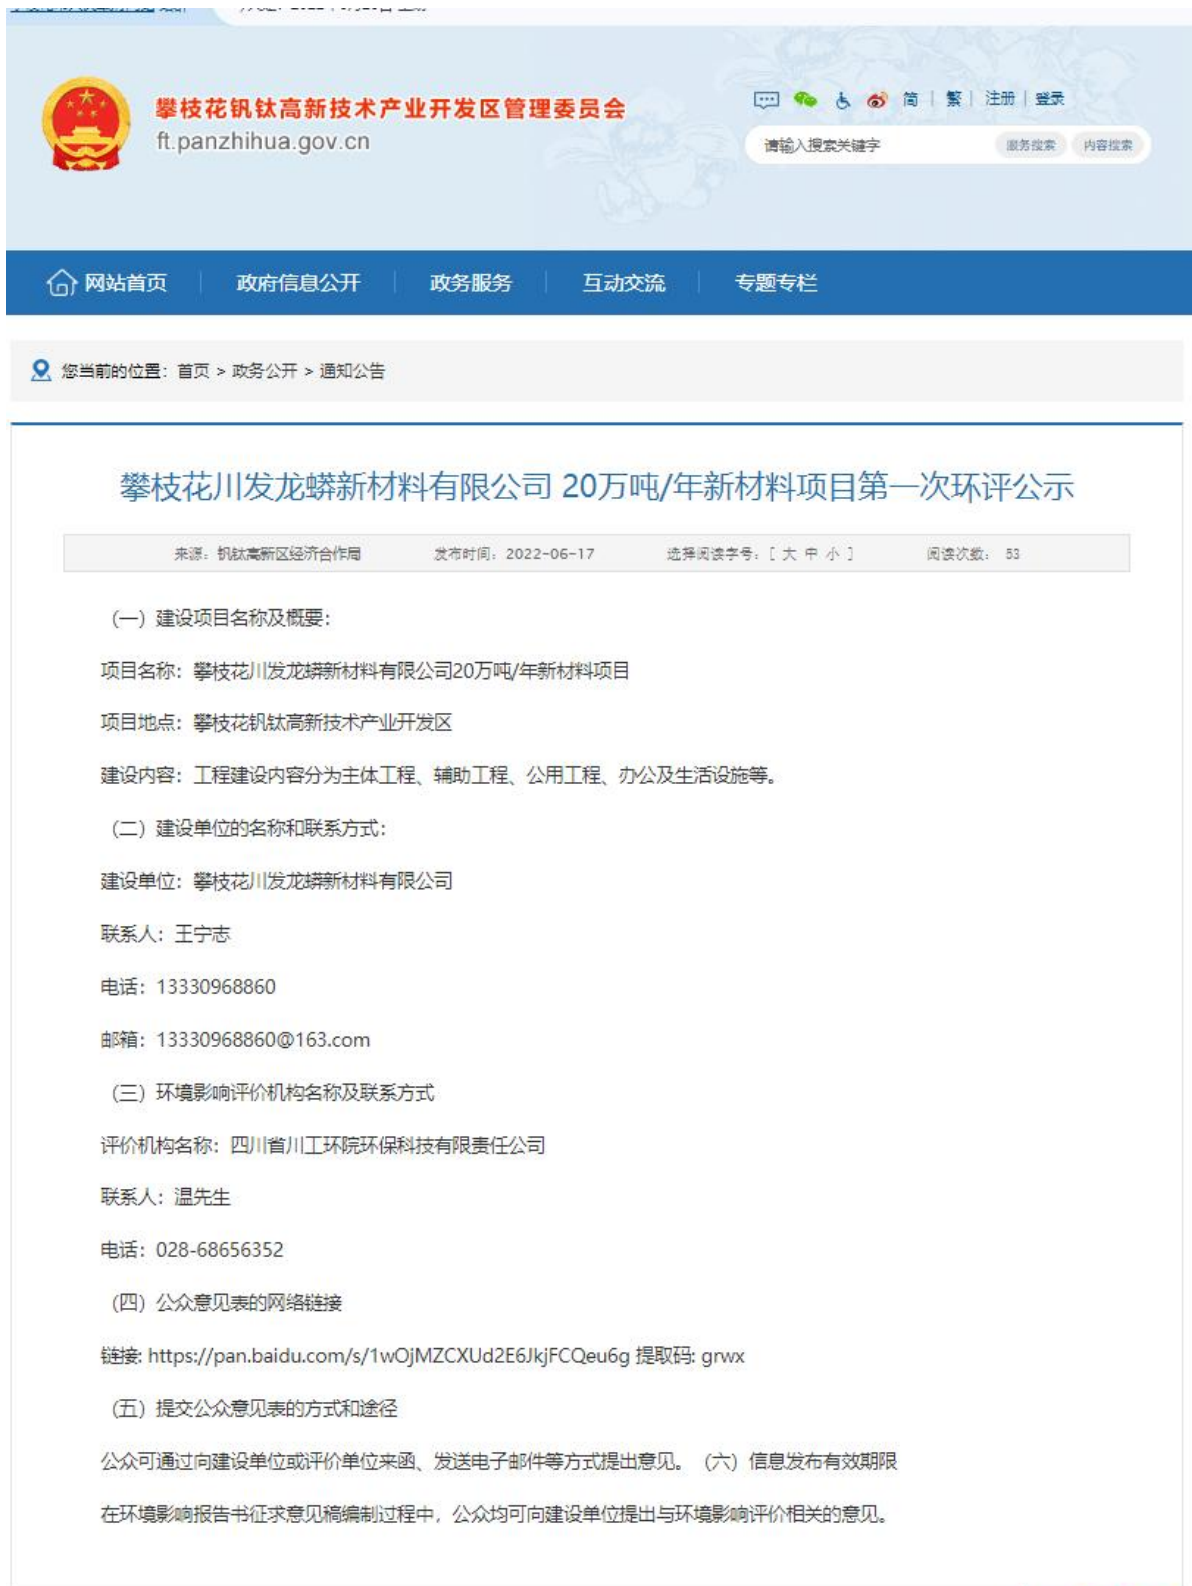 攀枝花钒钛高新技术产业开发区管理委员会
ft.panzhihua.gov.cn
简 | 繁 | 注册 | 登录
请输入搜索关键字 服务搜索 内容搜索
网站首页 政府信息公开 政务服务 互动交流 专题专栏
您当前的位置：首页 > 政务公开 > 通知公告
攀枝花川发龙蟒新材料有限公司 20万吨/年新材料项目第一次环评公示
来源：钒钛高新区经济合作局 发布时间：2022-06-17 选择阅读字号：[ 大 中 小 ] 阅读次数： 53
（一）建设项目名称及概要：
项目名称：攀枝花川发龙蟒新材料有限公司20万吨/年新材料项目
项目地点：攀枝花钒钛高新技术产业开发区
建设内容：工程建设内容分为主体工程、辅助工程、公用工程、办公及生活设施等。
（二）建设单位的名称和联系方式：
建设单位：攀枝花川发龙蟒新材料有限公司
联系人：王宁志
电话：13330968860
邮箱：13330968860@163.com
（三）环境影响评价机构名称及联系方式
评价机构名称：四川省川工环院环保科技有限责任公司
联系人：温先生
电话：028-68656352
（四）公众意见表的网络链接
链接: https://pan.baidu.com/s/1wOjMZCXUd2E6JkjFCQeu6g 提取码: grwx
（五）提交公众意见表的方式和途径
公众可通过向建设单位或评价单位来函、发送电子邮件等方式提出意见。（六）信息发布有效期限
在环境影响报告书征求意见稿编制过程中，公众均可向建设单位提出与环境影响评价相关的意见。